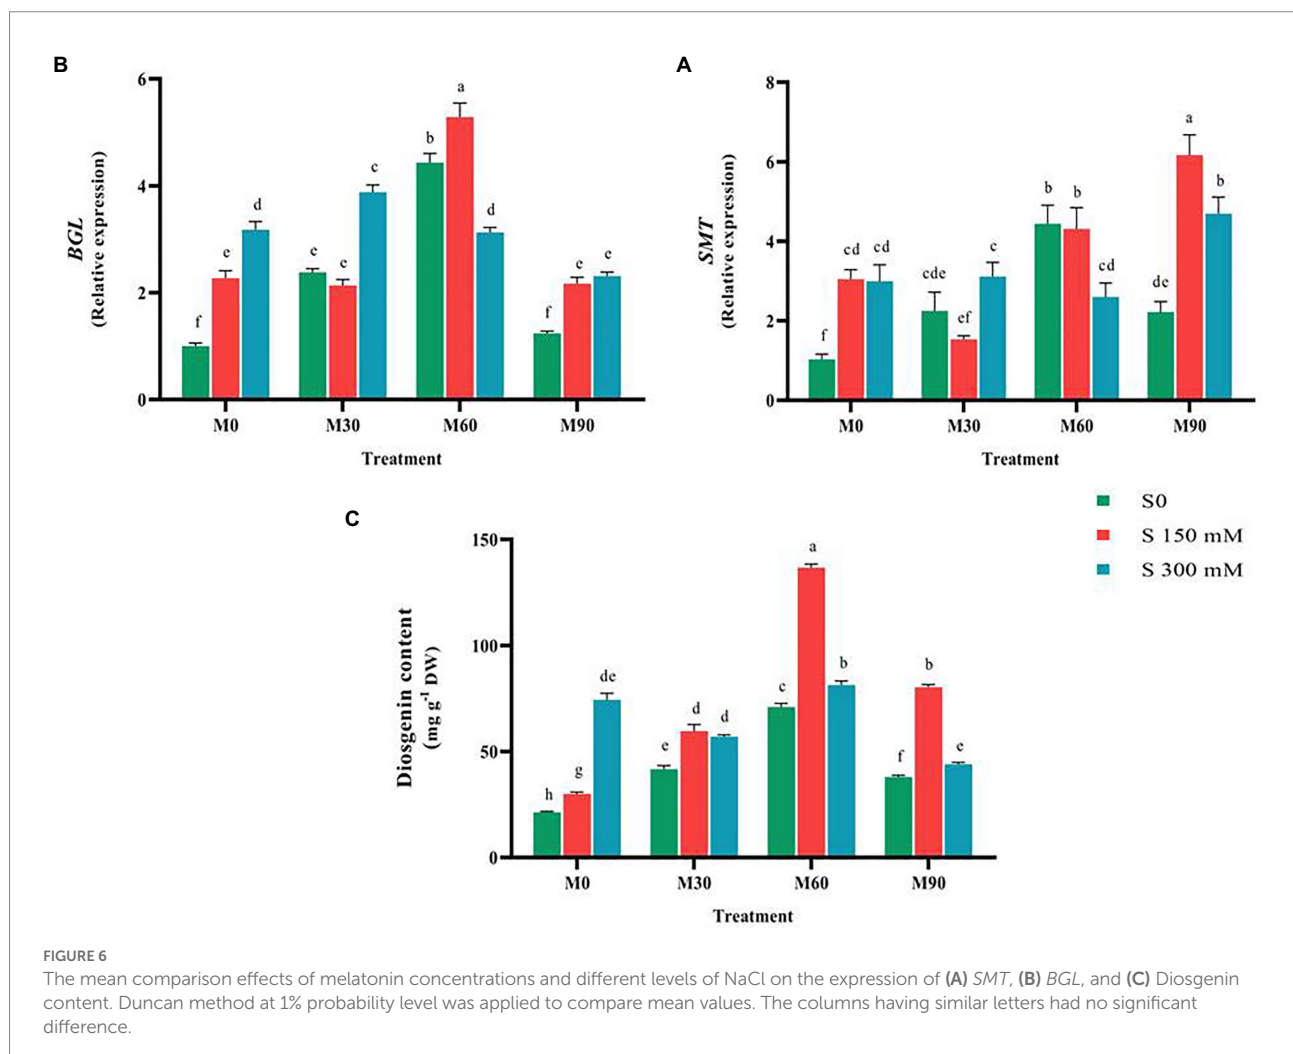 B
6
4
2
0
BGL
(Relative expression)
f
e
d
e
e
c
b
a
d
f
e
e
M0
M30
M60
M90
Treatment
A
8
6
4
2
0
SMT
(Relative expression)
f
cd
cd
cde
ef
c
b
b
cd
de
a
b
M0
M30
M60
M90
Treatment
C
150
100
50
0
Diosgenin content
(mg g-1 DW)
h
g
de
e
d
d
c
a
b
f
b
e
M0
M30
M60
M90
Treatment
S0
S 150 mM
S 300 mM
FIGURE 6
The mean comparison effects of melatonin concentrations and different levels of NaCl on the expression of (A) SMT, (B) BGL, and (C) Diosgenin
content. Duncan method at 1% probability level was applied to compare mean values. The columns having similar letters had no significant
difference.